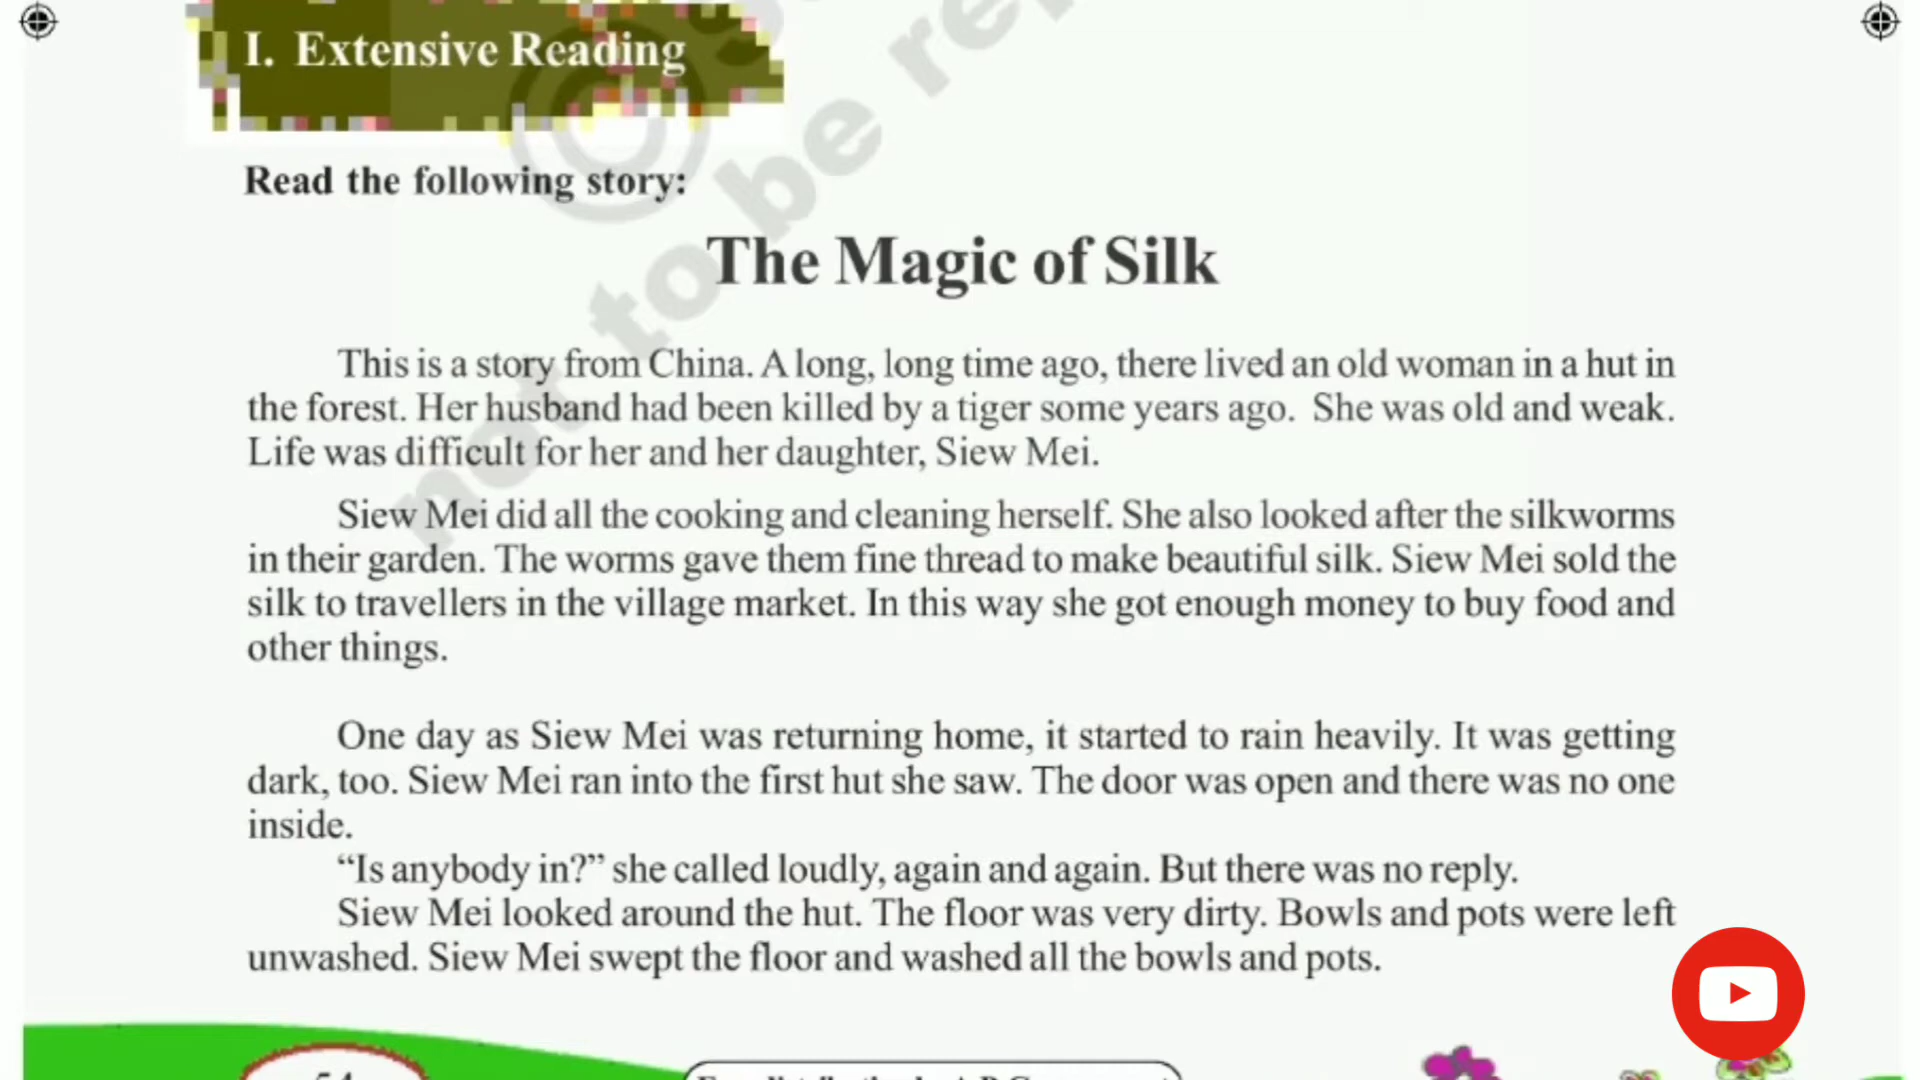 I. Extensive Reading
Read the following story:
The Magic of Silk
This is a story from China. A long, long time ago, there lived an old woman in a hut in
the forest. Her husband had been killed by a tiger some years ago. She was old and weak.
Life was difficult for her and her daughter, Siew Mei.
Siew Mei did all the cooking and cleaning herself. She also looked after the silkworms
in their garden. The worms gave them fine thread to make beautiful silk. Siew Mei sold the
silk to travellers in the village market. In this way she got enough money to buy food and
other things.
One day as Siew Mei was returning home, it started to rain heavily. It was getting
dark, too. Siew Mei ran into the first hut she saw. The door was open and there was no one
inside.
“Is anybody in?” she called loudly, again and again. But there was no reply.
Siew Mei looked around the hut. The floor was very dirty. Bowls and pots were left
unwashed. Siew Mei swept the floor and washed all the bowls and pots.
not to be